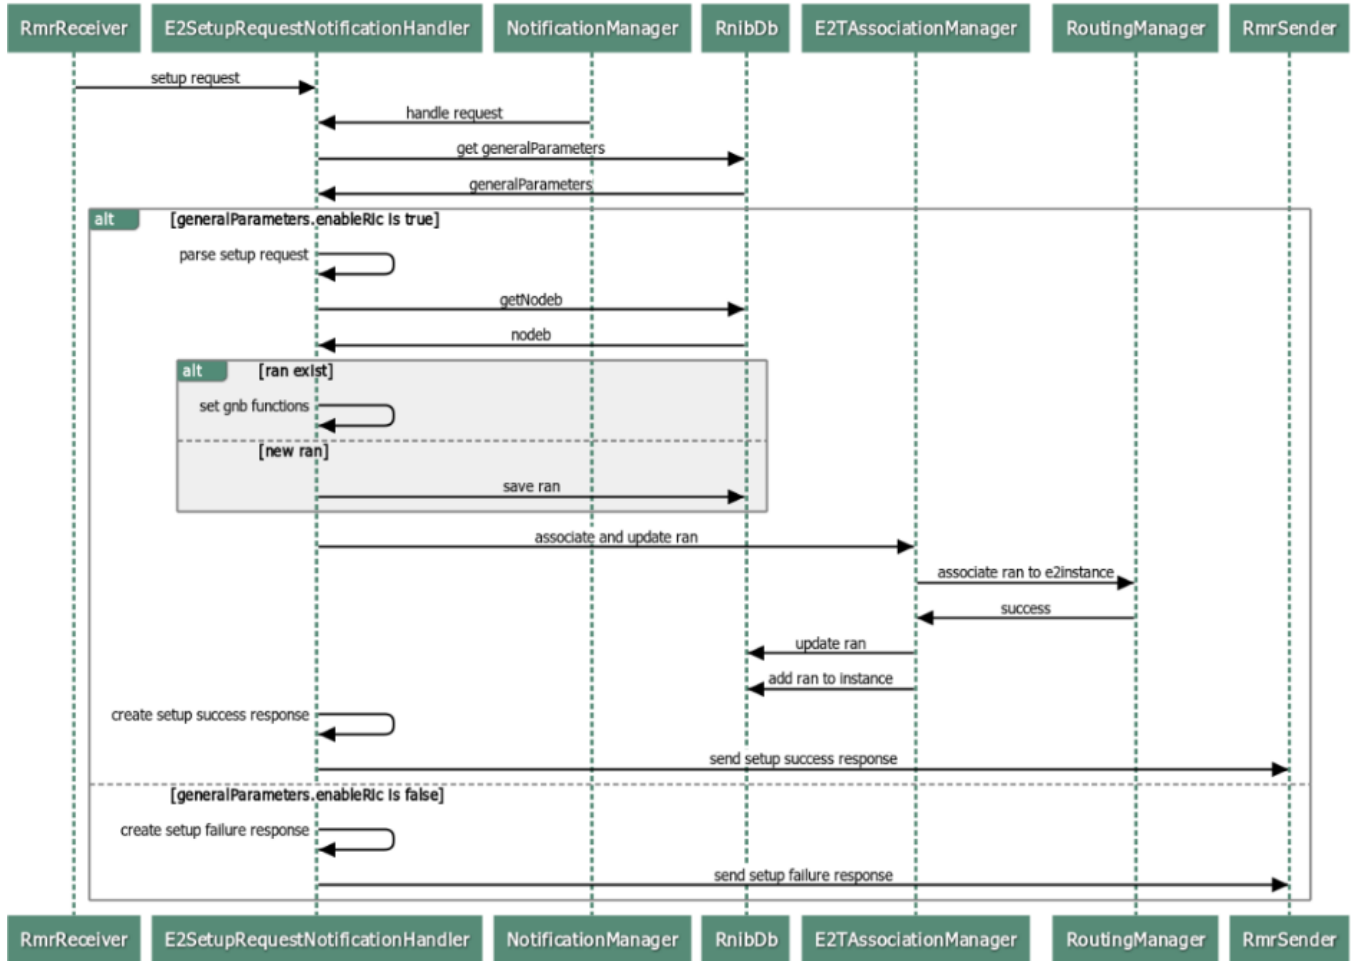 RmrReceiver E2SetupRequestNotificationHandler NotificationManager RnibDb E2TAssociationManager RoutingManager RmrSender
setup request
handle request
get generalParameters
generalParameters
alt [generalParameters.enableRic is true]
parse setup request
getNodeb
nodeb
alt [ran exist]
set gnb functions
[new ran]
save ran
associate and update ran
associate ran to e2instance
success
update ran
add ran to instance
create setup success response
send setup success response
[generalParameters.enableRic is false]
create setup failure response
send setup failure response
RmrReceiver E2SetupRequestNotificationHandler NotificationManager RnibDb E2TAssociationManager RoutingManager RmrSender